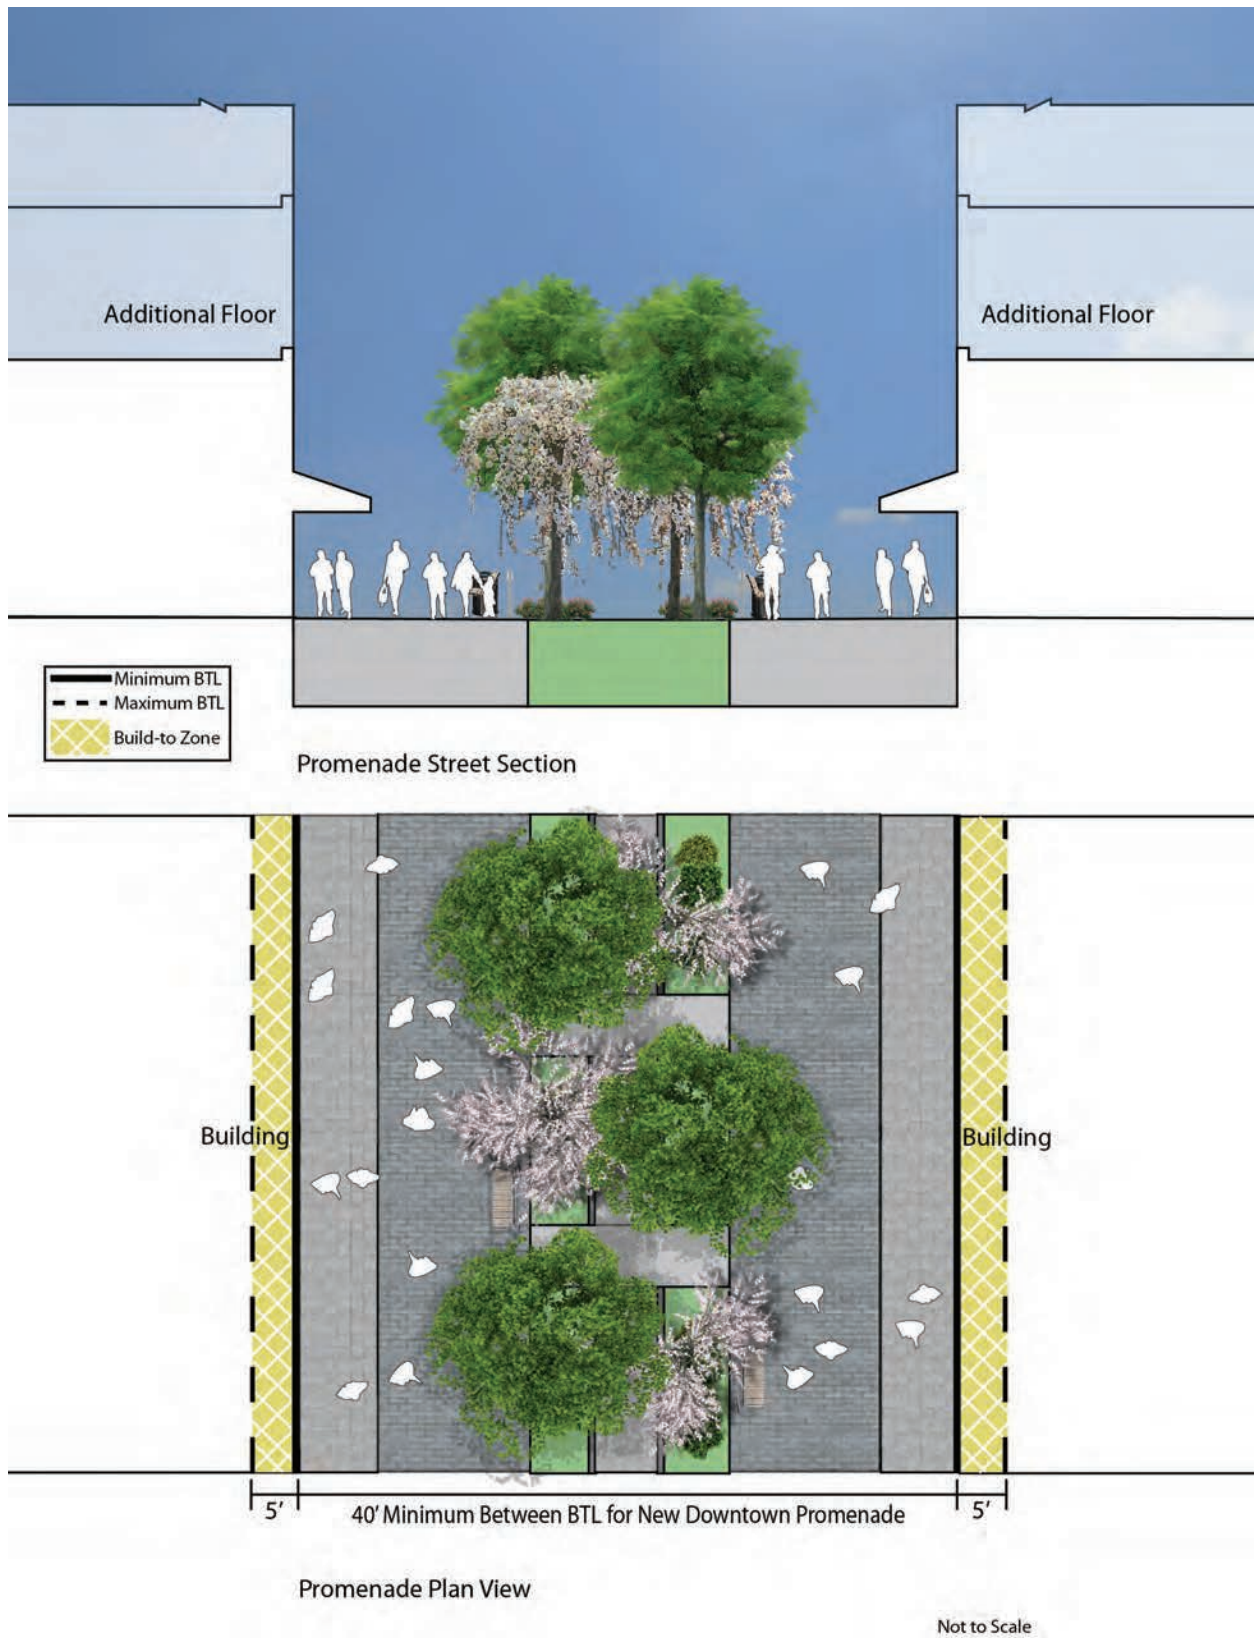 Additional Floor
Additional Floor
Minimum BTL
Maximum BTL
Build-to Zone
Promenade Street Section
Building
Building
5'
40' Minimum Between BTL for New Downtown Promenade
5'
Promenade Plan View
Not to Scale